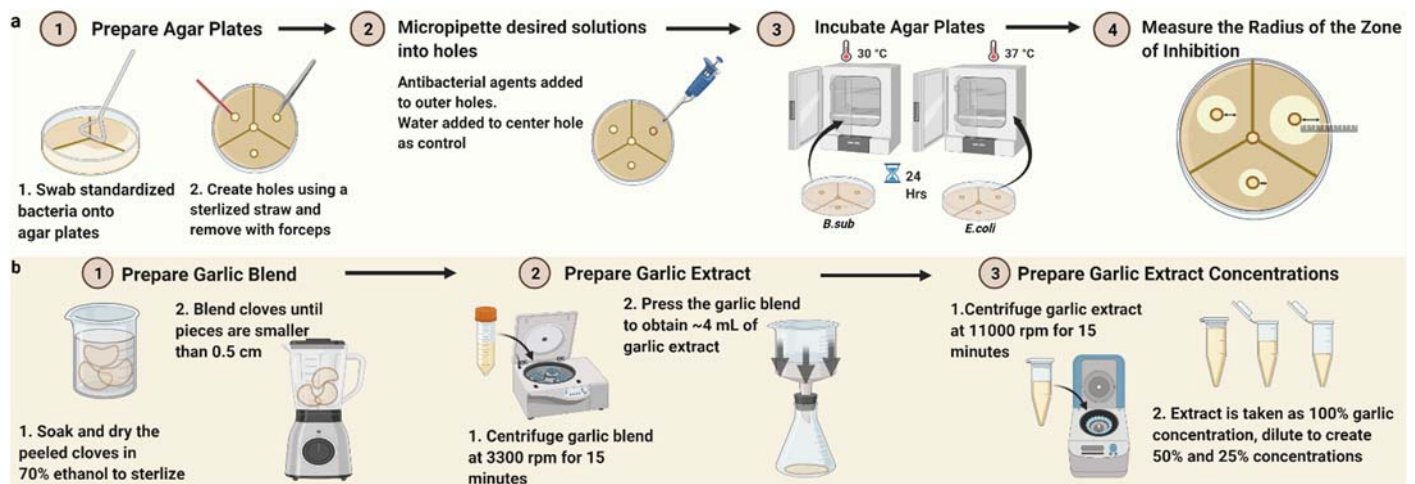 a
1 Prepare Agar Plates
1. Swab standardized
bacteria onto
agar plates
2. Create holes using a
sterilized straw and
remove with forceps
2 Micropipette desired solutions
into holes
Antibacterial agents added
to outer holes.
Water added to center hole
as control
3 Incubate Agar Plates
30 °C
37 °C
24
Hrs
B.sub
E.coli
4 Measure the Radius of the Zone
of Inhibition
b
1 Prepare Garlic Blend
1. Soak and dry the
peeled cloves in
70% ethanol to sterilize
2. Blend cloves until
pieces are smaller
than 0.5 cm
2 Prepare Garlic Extract
1. Centrifuge garlic blend
at 3300 rpm for 15
minutes
2. Press the garlic blend
to obtain ~4 mL of
garlic extract
3 Prepare Garlic Extract Concentrations
1.Centrifuge garlic extract
at 11000 rpm for 15
minutes
2. Extract is taken as 100% garlic
concentration, dilute to create
50% and 25% concentrations